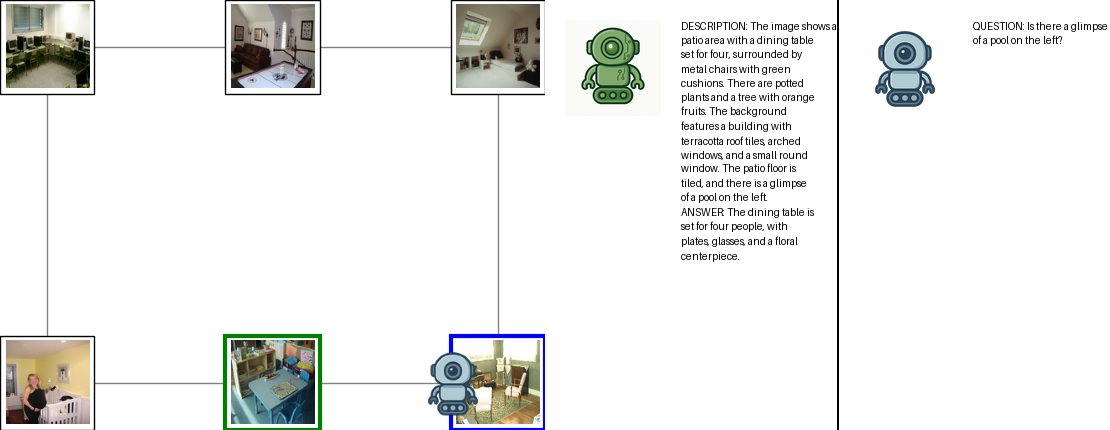 DESCRIPTION: The image shows a
patio area with a dining table
set for four, surrounded by
metal chairs with green
cushions. There are potted
plants and a tree with orange
fruits. The background
features a building with
terracotta roof tiles, arched
windows, and a small round
window. The patio floor is
tiled, and there is a glimpse
of a pool on the left.
ANSWER: The dining table is
set for four people, with
plates, glasses, and a floral
centerpiece.
QUESTION: Is there a glimpse
of a pool on the left?